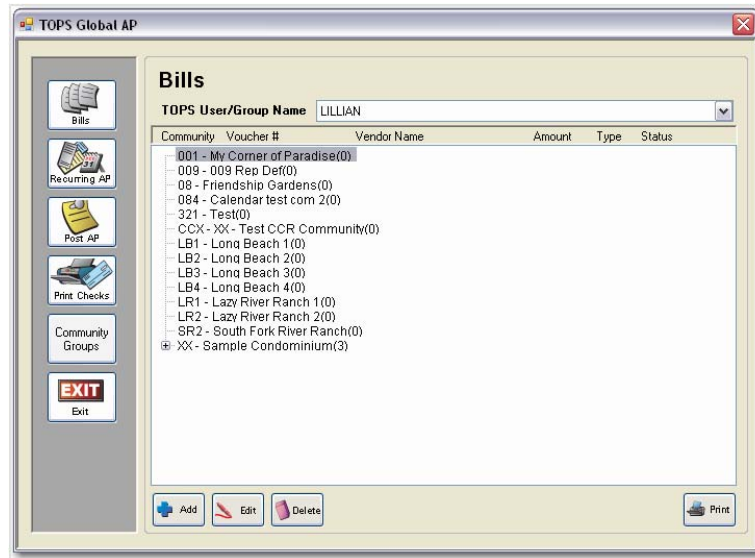 TOPS Global AP
Bills
Recurring AP
31
Post AP
Print Checks
Community
Groups
EXIT
Exit
Bills
TOPS User/Group Name LILLIAN
Community Voucher # Vendor Name Amount Type Status
001 - My Corner of Paradise(0)
009 - 009 Rep Def(0)
08 - Friendship Gardens(0)
084 - Calendar test com 2(0)
321 - Test(0)
CCX - XX - Test CCR Community(0)
LB1 - Long Beach 1(0)
LB2 - Long Beach 2(0)
LB3 - Long Beach 3(0)
LB4 - Long Beach 4(0)
LR1 - Lazy River Ranch 1(0)
LR2 - Lazy River Ranch 2(0)
SR2 - South Fork River Ranch(0)
XX - Sample Condominium(3)
Add Edit Delete Print